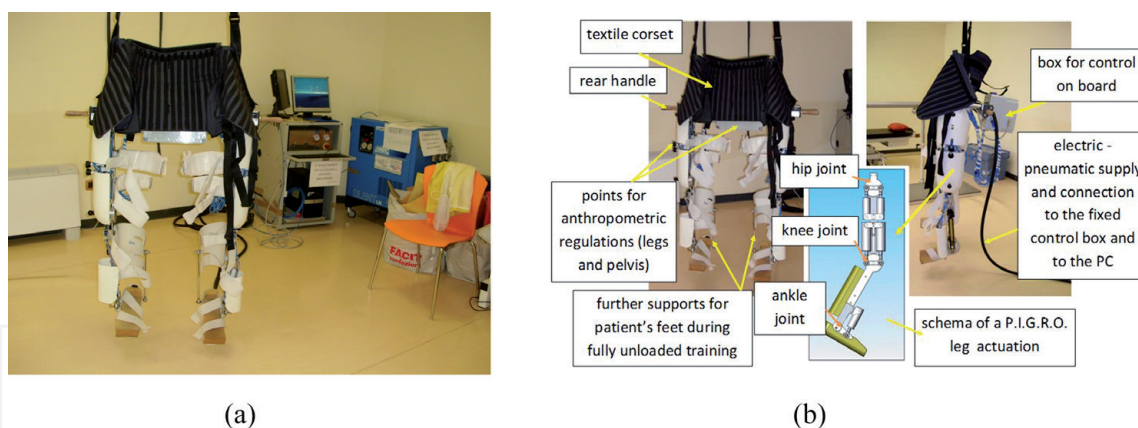 textile corset
rear handle
points for
anthropometric
regulations (legs
and pelvis)
further supports for
patient's feet during
fully unloaded training
hip joint
knee joint
ankle
joint
box for control
on board
electric -
pneumatic supply
and connection
to the fixed
control box and
to the PC
schema of a P.I.G.R.O.
leg actuation
FACIT
(a)
(b)